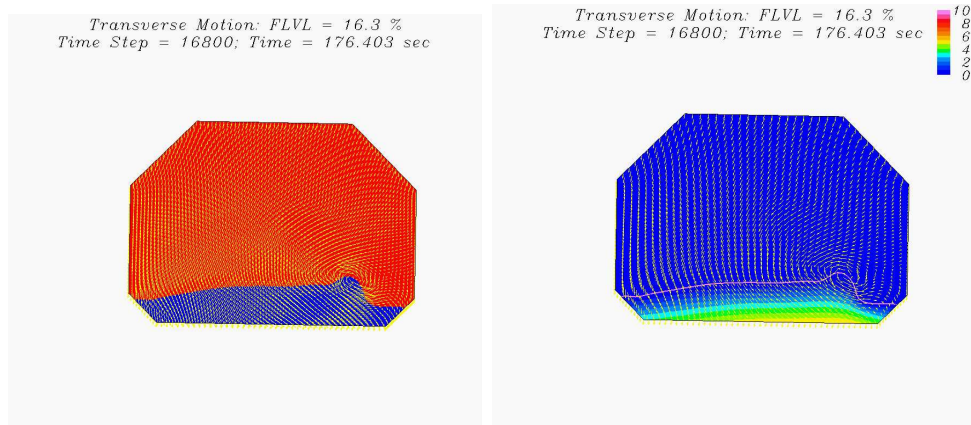 Transverse Motion: FLVL = 16.3 %
Time Step = 16800; Time = 176.403 sec
Transverse Motion: FLVL = 16.3 %
Time Step = 16800; Time = 176.403 sec
10
8
6
4
2
0